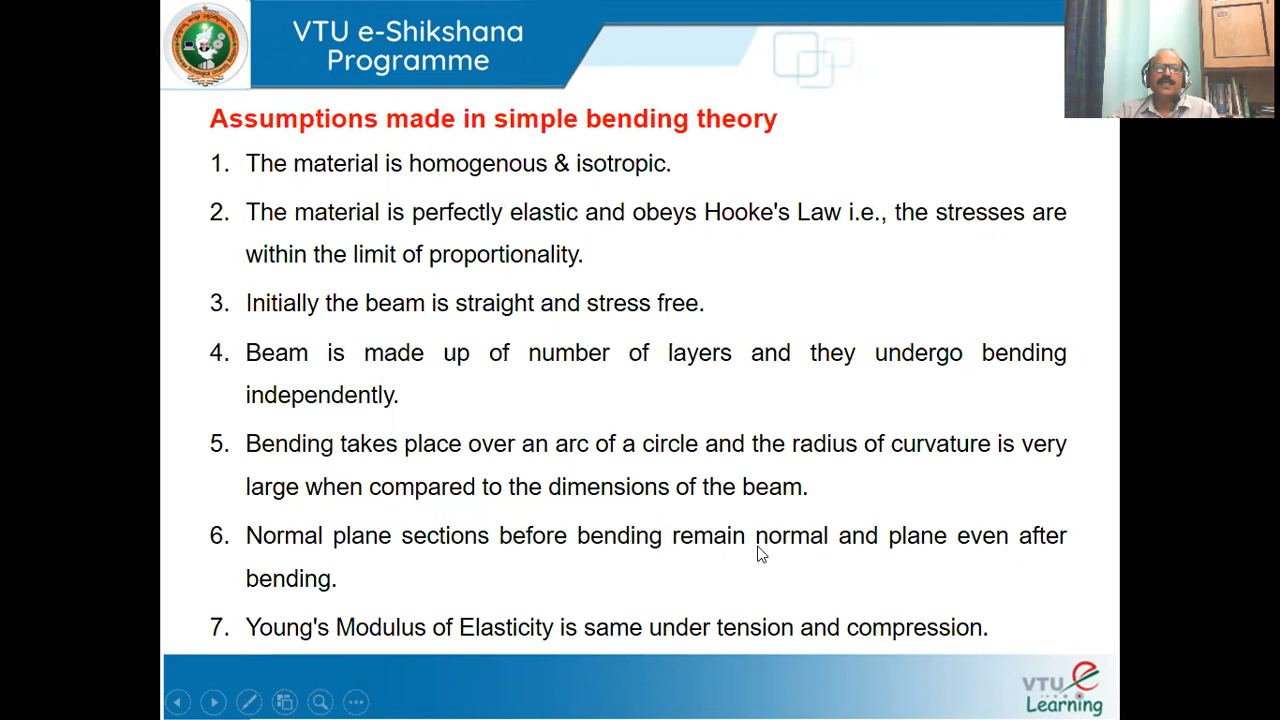 VTU e-Shikshana
Programme
Assumptions made in simple bending theory
1. The material is homogenous & isotropic.
2. The material is perfectly elastic and obeys Hooke's Law i.e., the stresses are
within the limit of proportionality.
3. Initially the beam is straight and stress free.
4. Beam is made up of number of layers and they undergo bending
independently.
5. Bending takes place over an arc of a circle and the radius of curvature is very
large when compared to the dimensions of the beam.
6. Normal plane sections before bending remain normal and plane even after
bending.
7. Young's Modulus of Elasticity is same under tension and compression.
VTU e
Learning